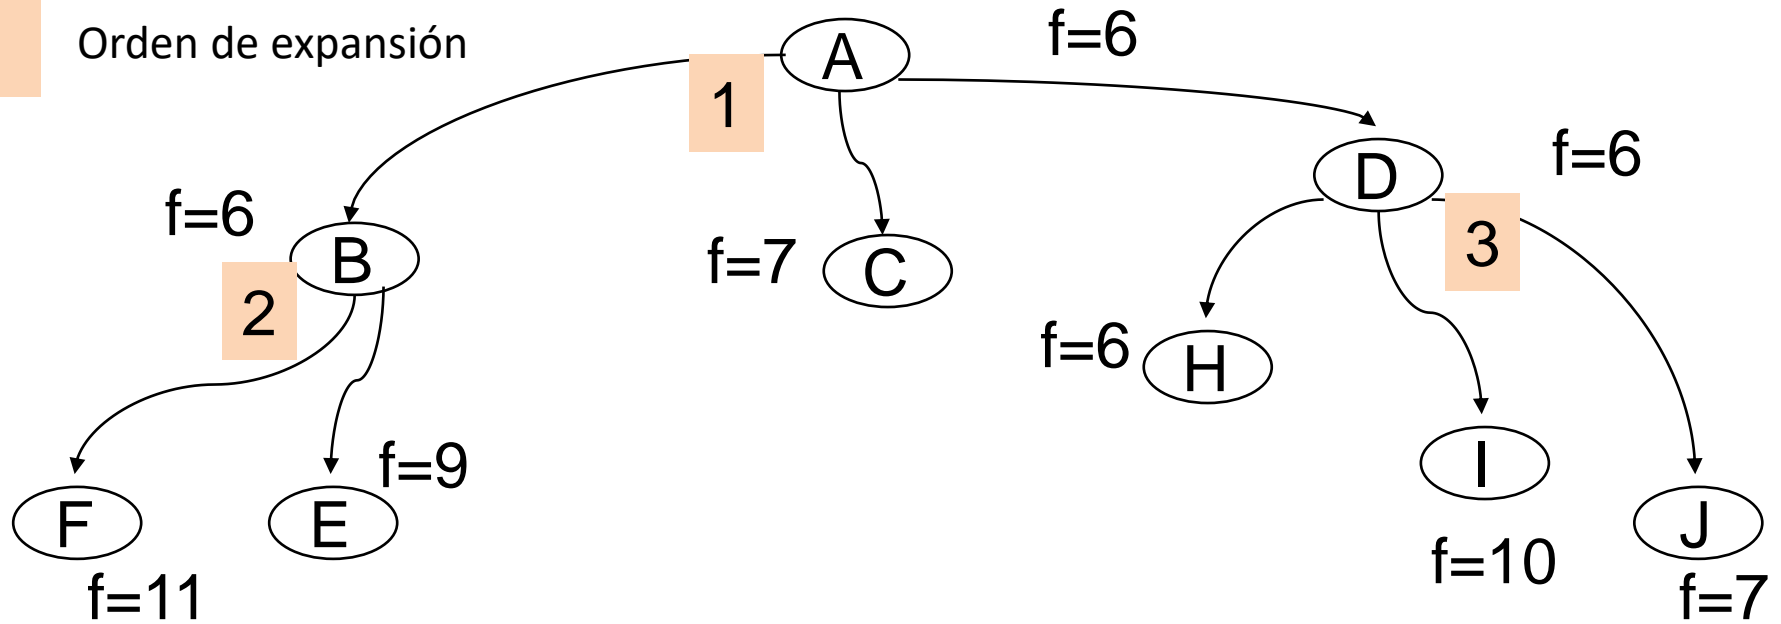 Orden de expansión
A
f=6
1
f=6
B
2
f=7
C
D
f=6
3
f=6
H
F
f=11
E
f=9
I
f=10
J
f=7